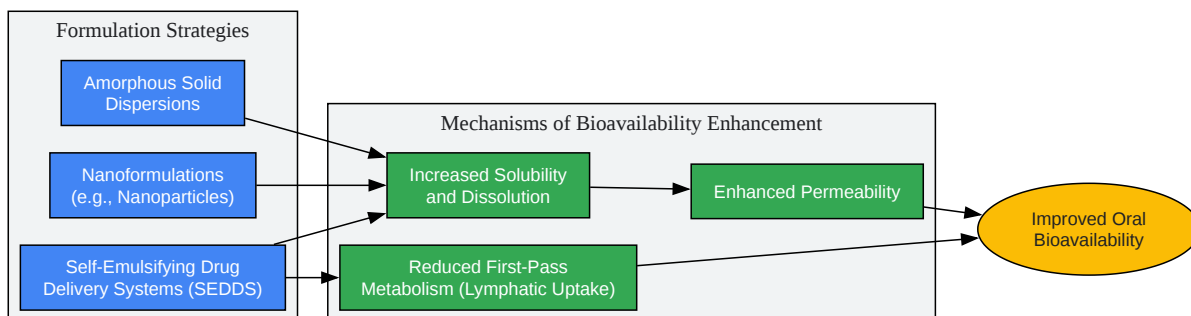 Formulation Strategies
Amorphous Solid
Dispersions
Nanoformulations
(e.g., Nanoparticles)
Self-Emulsifying Drug
Delivery Systems (SEDDS)
Mechanisms of Bioavailability Enhancement
Increased Solubility
and Dissolution
Enhanced Permeability
Reduced First-Pass
Metabolism (Lymphatic Uptake)
Improved Oral
Bioavailability